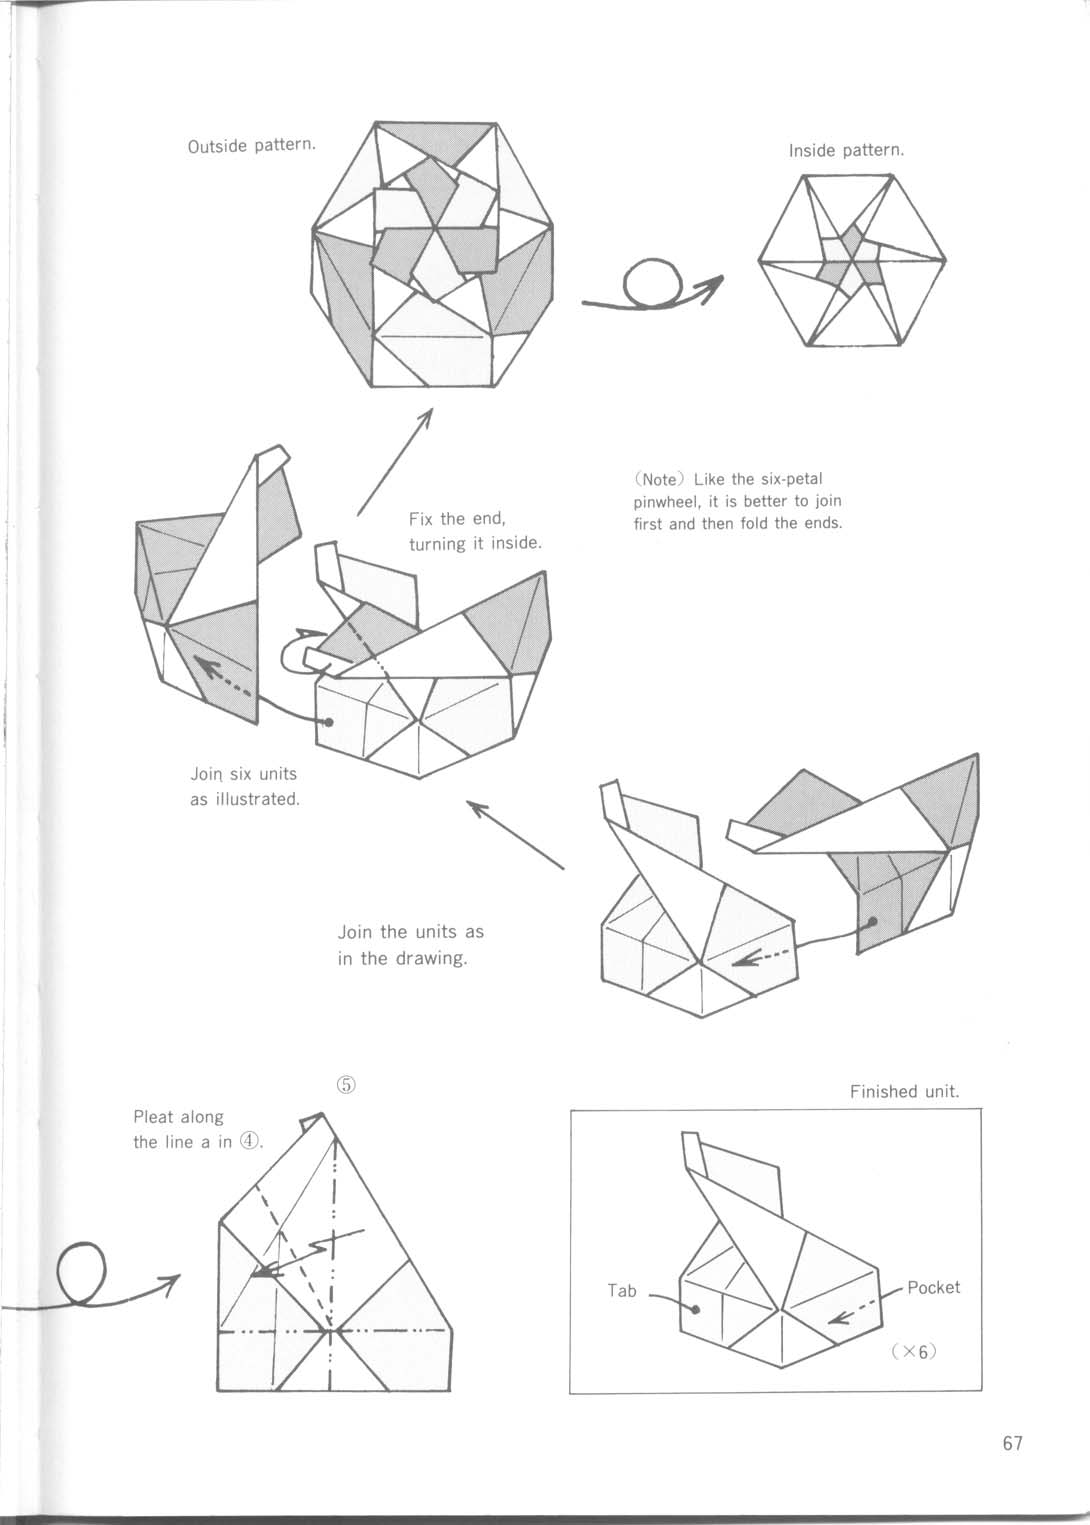 Outside pattern.
Inside pattern.
(Note) Like the six-petal
pinwheel, it is better to join
first and then fold the ends.
Fix the end,
turning it inside.
Join six units
as illustrated.
Join the units as
in the drawing.
⑤
Pleat along
the line a in ④.
Finished unit.
Tab
Pocket
(×6)
67